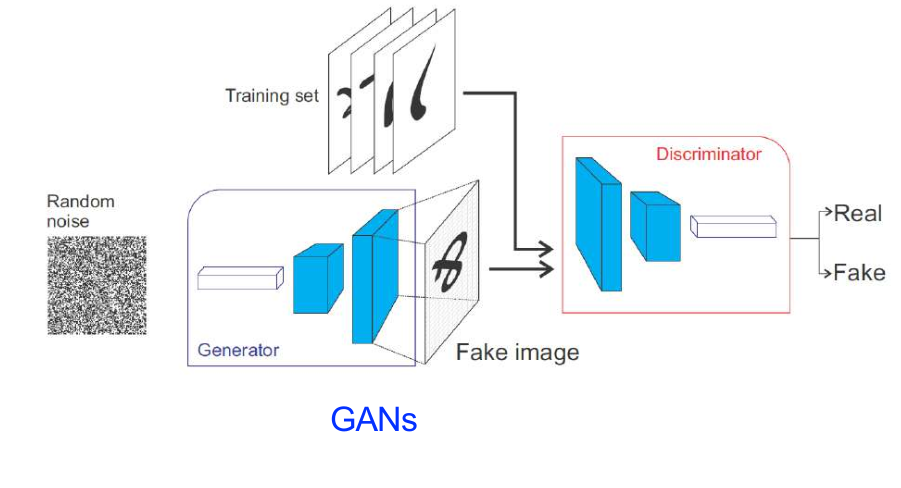 Training set
Discriminator
Random
noise
Real
Fake
Generator
Fake image
GANs